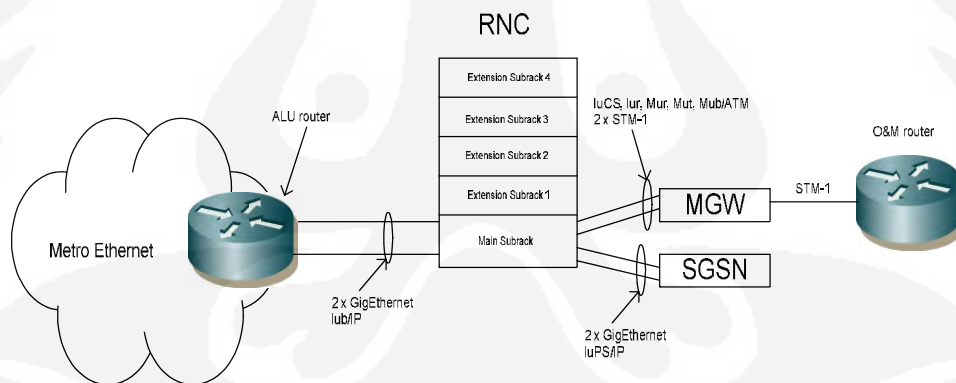 RNC
Extension Subrack 4
Extension Subrack 3
Extension Subrack 2
Extension Subrack 1
Main Subrack
ALU router
Metro Ethernet
2 x GigEthernet
Iub/IP
IuCS, Iur, Mur, Mut, Mub/ATM
2 x STM-1
MGW
STM-1
O&M router
SGSN
2 x GigEthernet
IuPS/IP